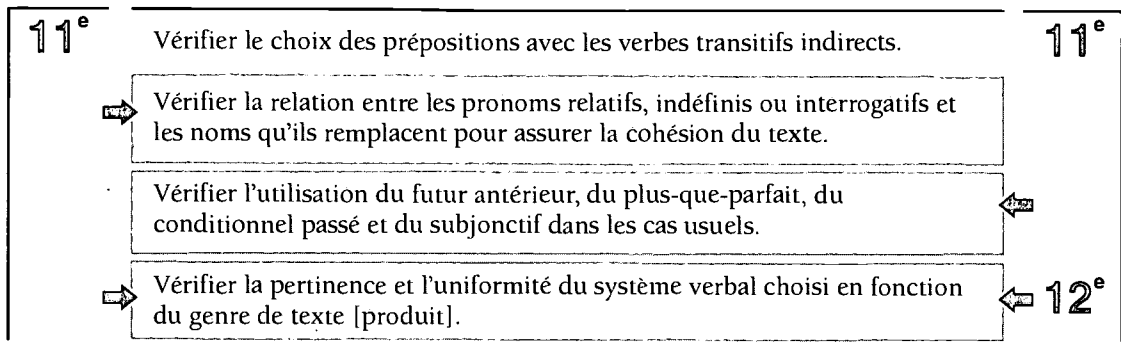 11e
Vérifier le choix des prépositions avec les verbes transitifs indirects.
11e
Vérifier la relation entre les pronoms relatifs, indéfinis ou interrogatifs et
les noms qu'ils remplacent pour assurer la cohésion du texte.
Vérifier l'utilisation du futur antérieur, du plus-que-parfait, du
conditionnel passé et du subjonctif dans les cas usuels.
Vérifier la pertinence et l'uniformité du système verbal choisi en fonction
du genre de texte [produit].
12e